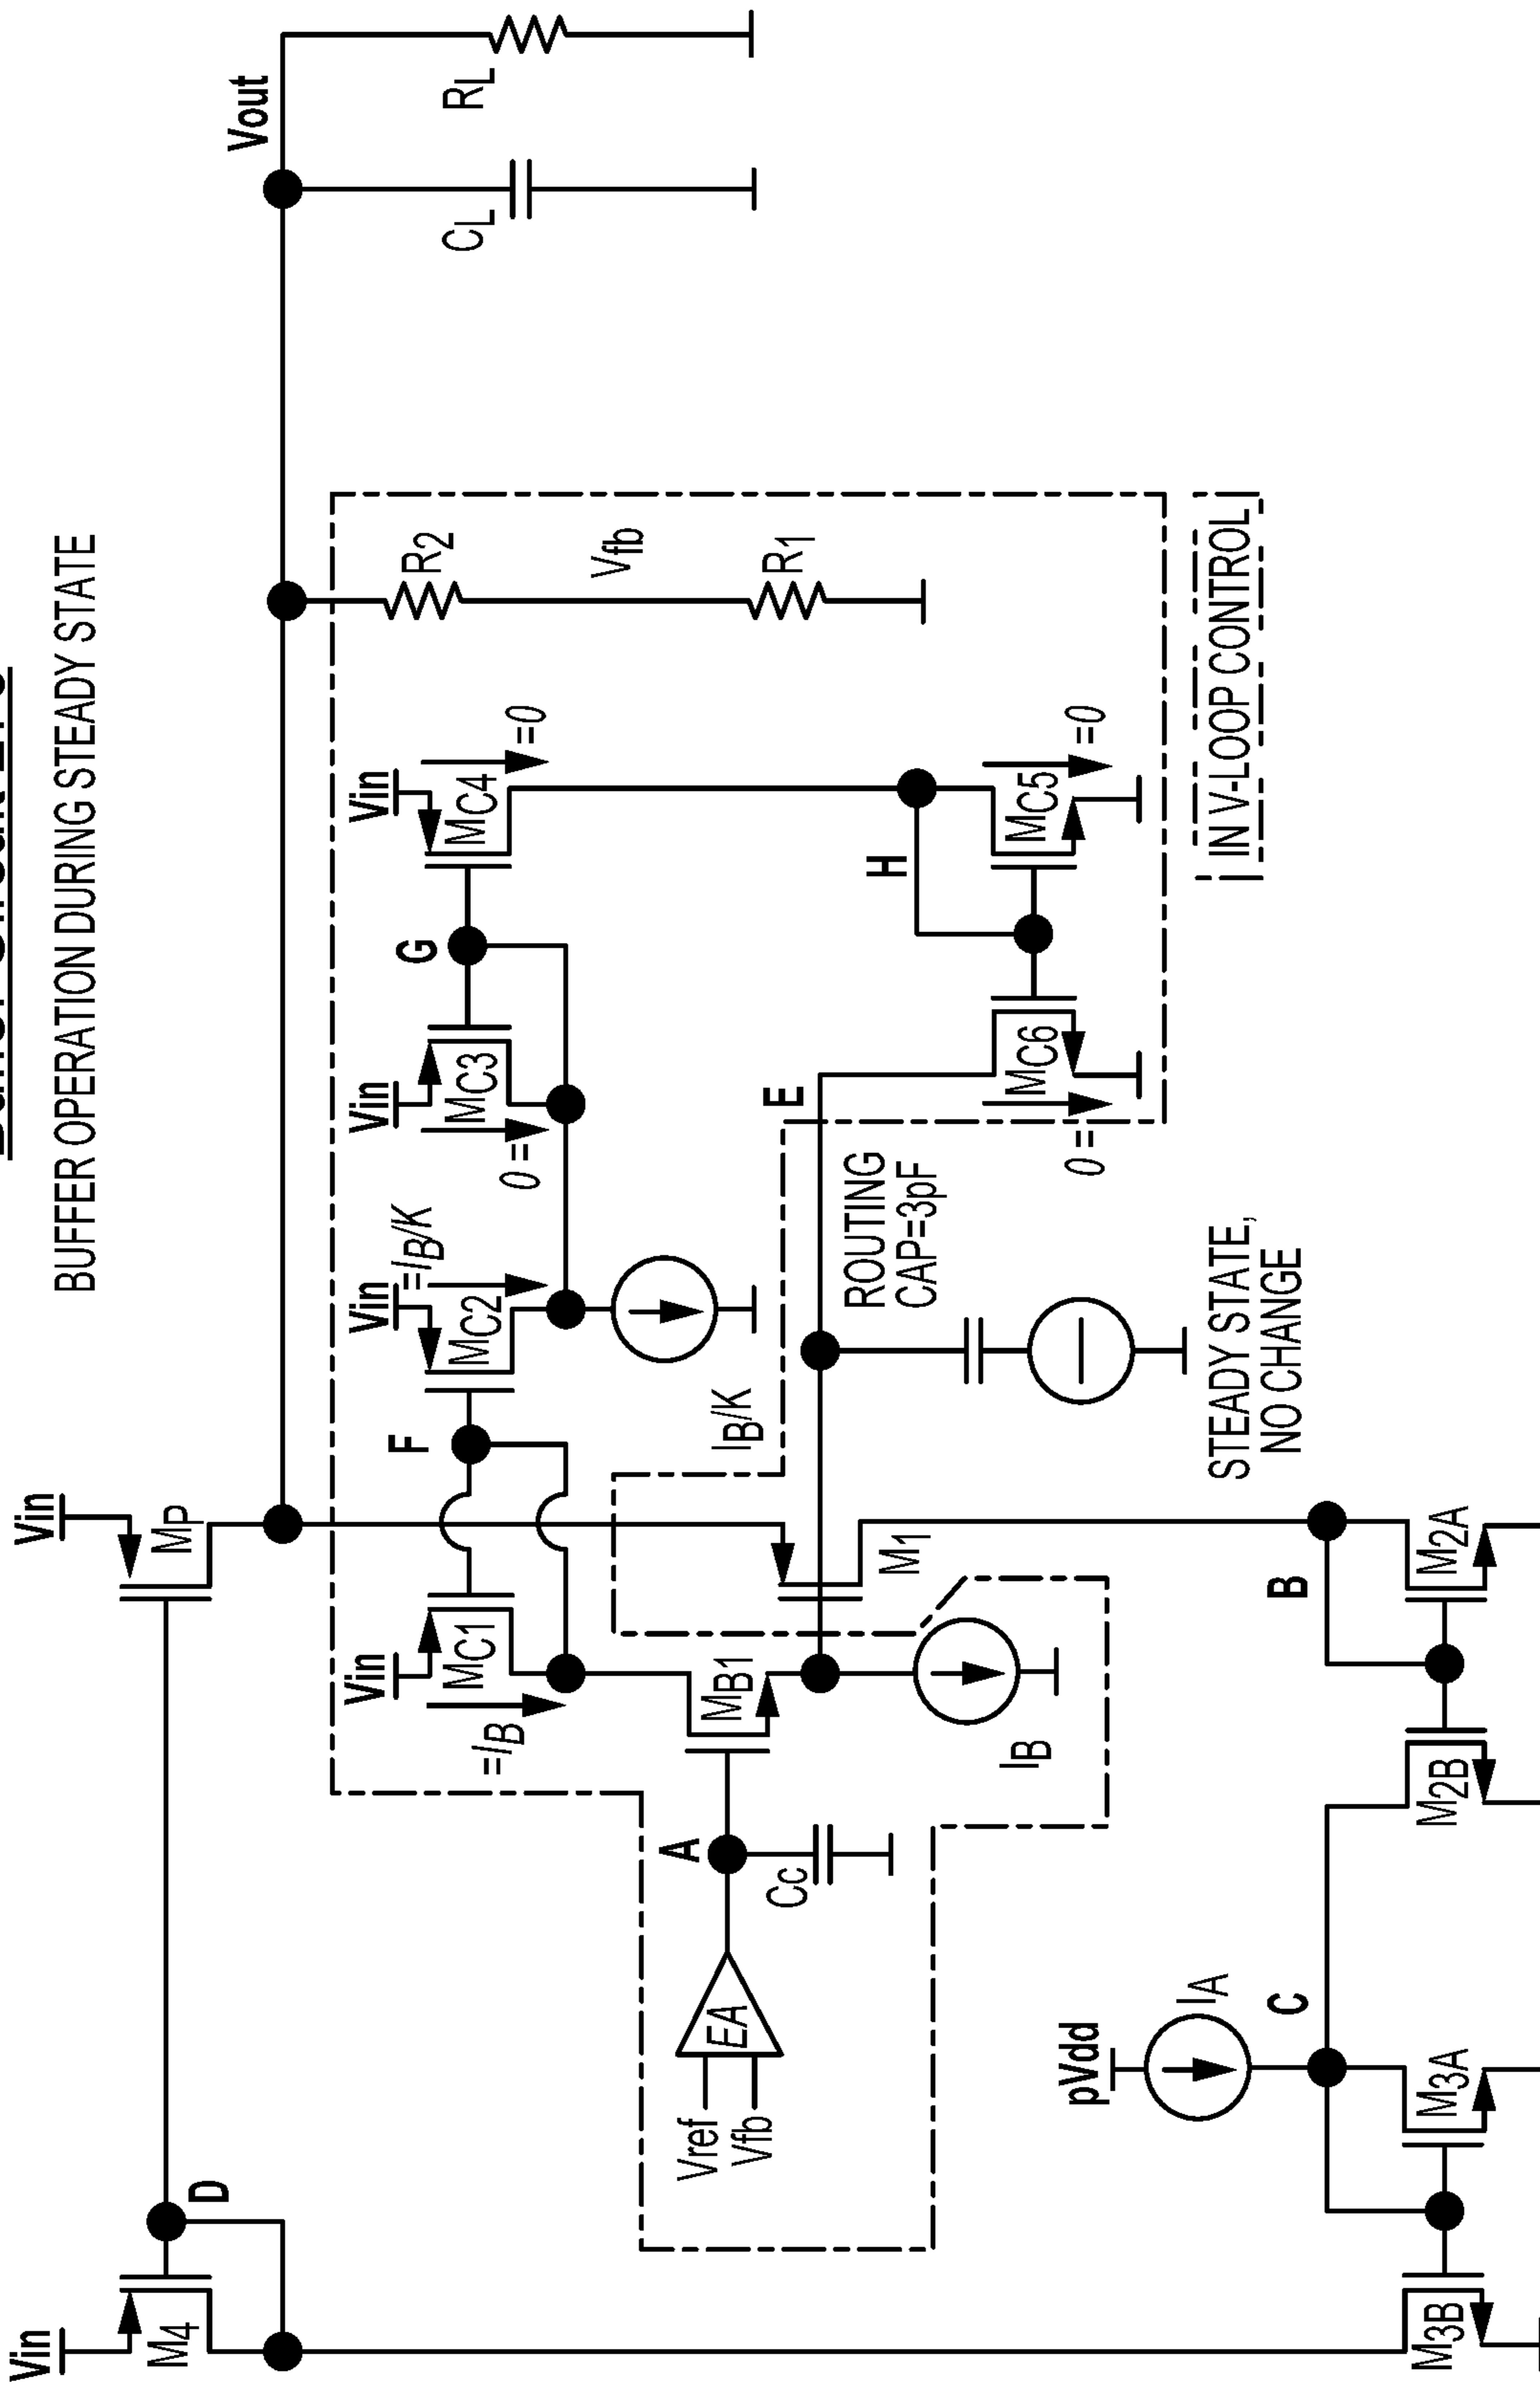 BUFFER OPERATION DURING STEADY STATE
Vin
Vin
M4
MP
D
Vout
Vin
Vin
Vin
Vin
=IB/K
F
G
MC1
MC2
MC3
MC4
=IB
0 =
=0
R2
CL
RL
Vfb
A
EA
Vref
Vfb
CC
MB1
IB/K
E
R1
ROUTING
CAP=3pF
H
M1
IB
MC6
MC5
0 =
=0
pVdd
IA
STEADY STATE,
NO CHANGE
IN V-LOOP CONTROL
C
B
M3B
M3A
M2B
M2A